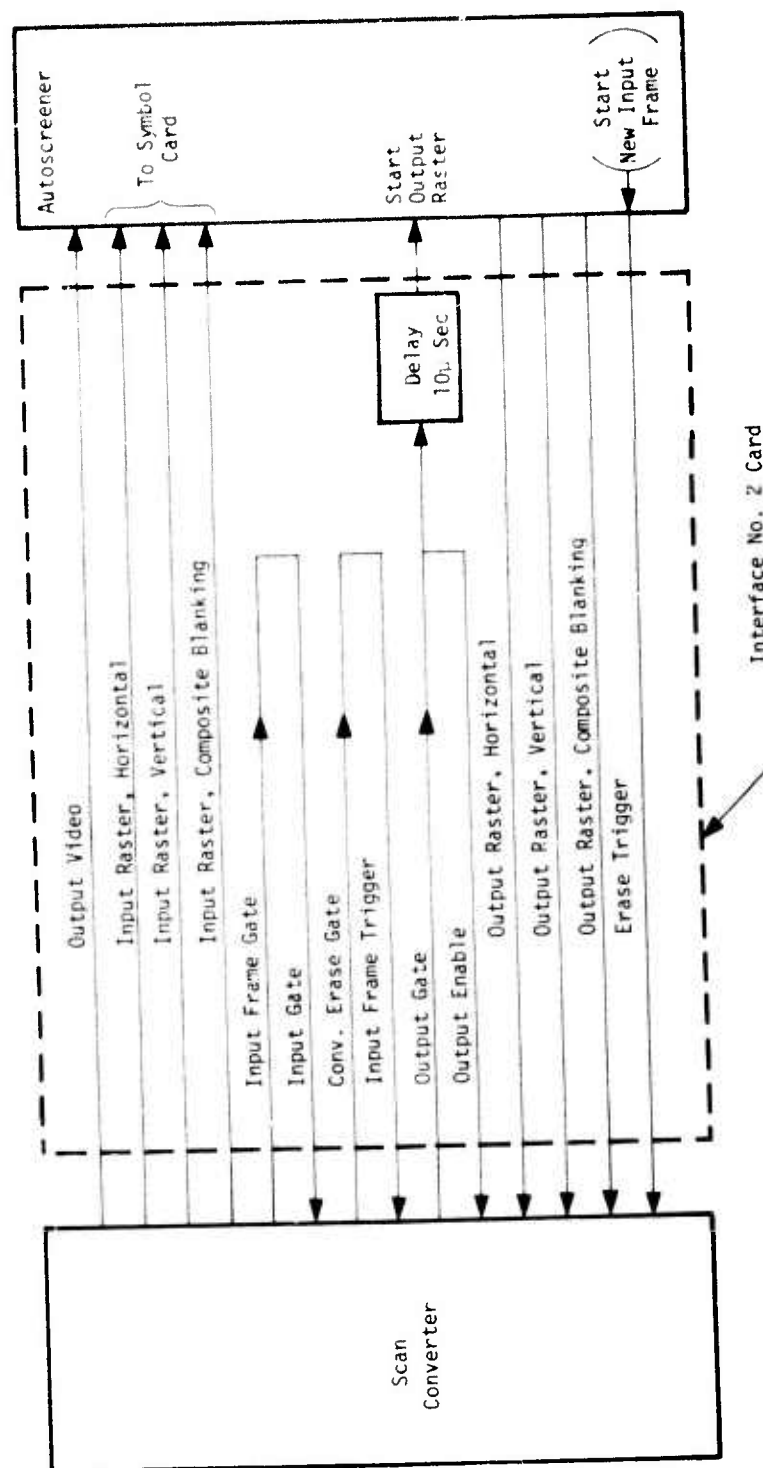 Autoscreener
To Symbol
Card
Start
Output
Raster
Start
New Input
Frame
Delay
10μ Sec
Output Video
Input Raster, Horizontal
Input Raster, Vertical
Input Raster, Composite Blanking
Input Frame Gate
Input Gate
Conv. Erase Gate
Input Frame Trigger
Output Gate
Output Enable
Output Raster, Horizontal
Output Raster, Vertical
Output Raster, Composite Blanking
Erase Trigger
Scan
Converter
Interface No. 2 Card